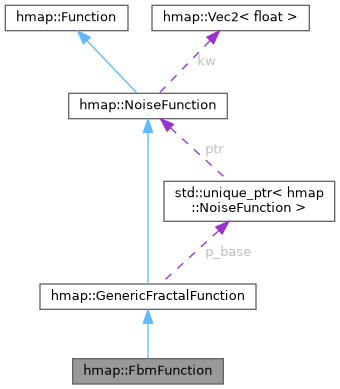 hmap::Function
hmap::Vec2< float >
kw
hmap::NoiseFunction
ptr
std::unique_ptr< hmap
::NoiseFunction >
p_base
hmap::GenericFractalFunction
hmap::FbmFunction